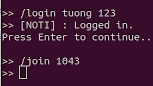 >> /login tuong 123
>> [NOTI] : Logged in.
Press Enter to continue..
>> /join 1043
>>